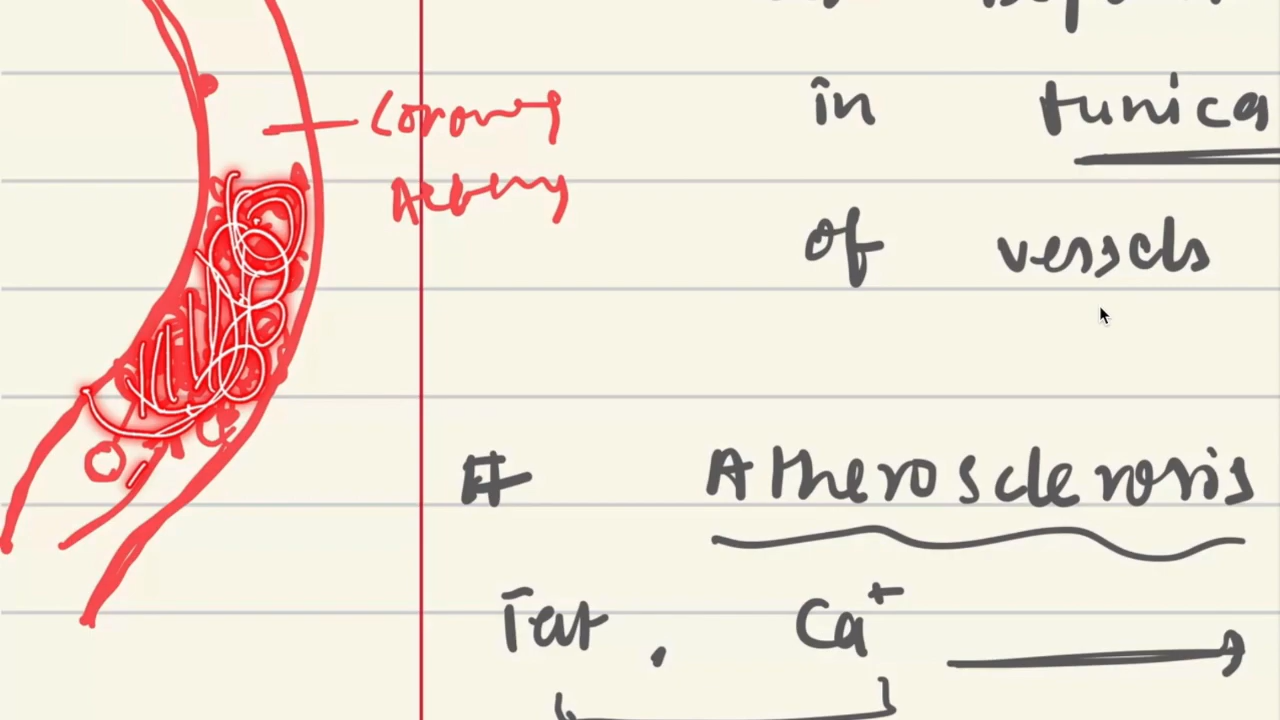 in tunica
of vessels
Coronary
Artery
# Atherosclerosis
Fat , Ca⁺ →